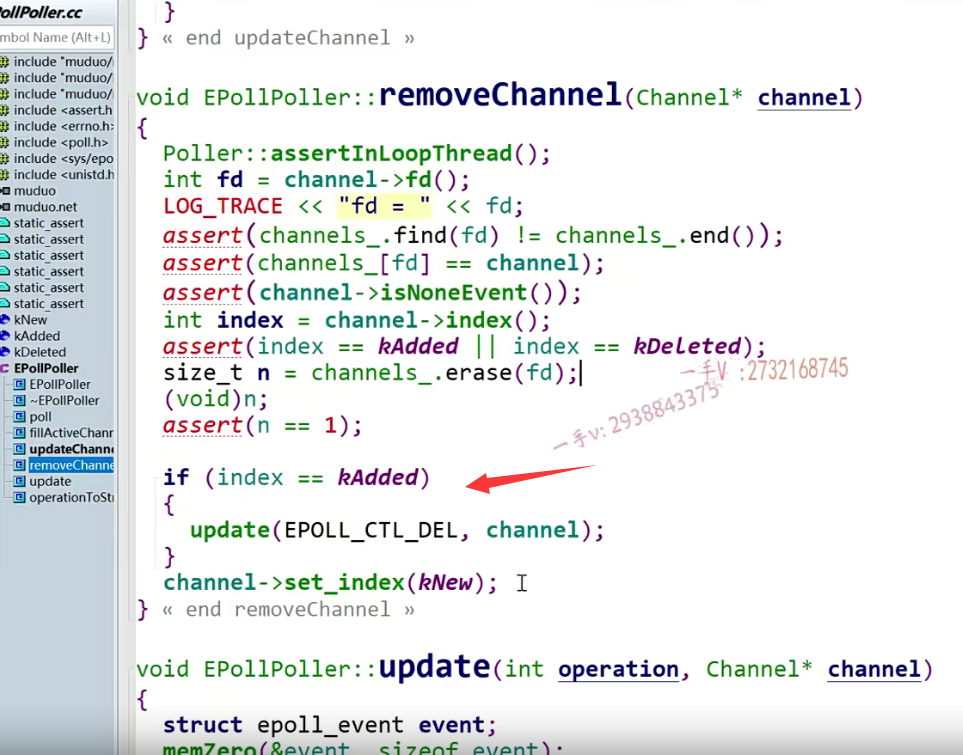 ollPoller.cc
mbol Name (Alt+L)
include "muduo/
include "muduo/
include "muduo/
include <assert.h
include <errno.h>
include <poll.h>
include <sys/epo
include <unistd.h
muduo
muduo.net
static_assert
static_assert
static_assert
static_assert
static_assert
static_assert
kNew
kAdded
kDeleted
EPollPoller
EPollPoller
~EPollPoller
poll
fillActiveChanr
updateChann
removeChanne
update
operationToStr
}
} « end updateChannel »
void EPollPoller::removeChannel(Channel* channel)
{
Poller::assertInLoopThread();
int fd = channel->fd();
LOG_TRACE << "fd = " << fd;
assert(channels_.find(fd) != channels_.end());
assert(channels_[fd] == channel);
assert(channel->isNoneEvent());
int index = channel->index();
assert(index == kAdded || index == kDeleted);
size_t n = channels_.erase(fd);
一手V :2732168745
(void)n;
一手v: 2938843375
assert(n == 1);
if (index == kAdded)
{
update(EPOLL_CTL_DEL, channel);
}
channel->set_index(kNew);
} « end removeChannel »
void EPollPoller::update(int operation, Channel* channel)
{
struct epoll_event event;
memZero(&event, sizeof event);